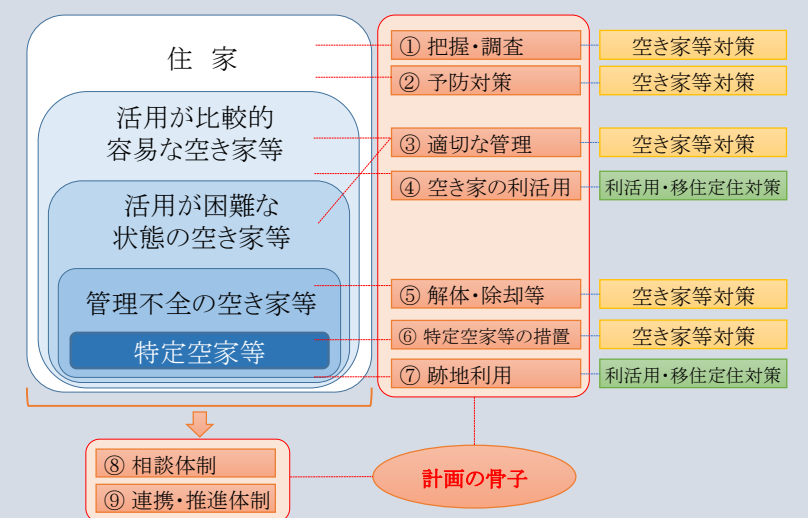 住 家
活用が比較的
容易な空き家等
活用が困難な
状態の空き家等
管理不全の空き家等
特定空家等
① 把握・調査
空き家等対策
② 予防対策
空き家等対策
③ 適切な管理
空き家等対策
④ 空き家の利活用
利活用・移住定住対策
⑤ 解体・除却等
空き家等対策
⑥ 特定空家等の措置
空き家等対策
⑦ 跡地利用
利活用・移住定住対策
⑧ 相談体制
⑨ 連携・推進体制
計画の骨子